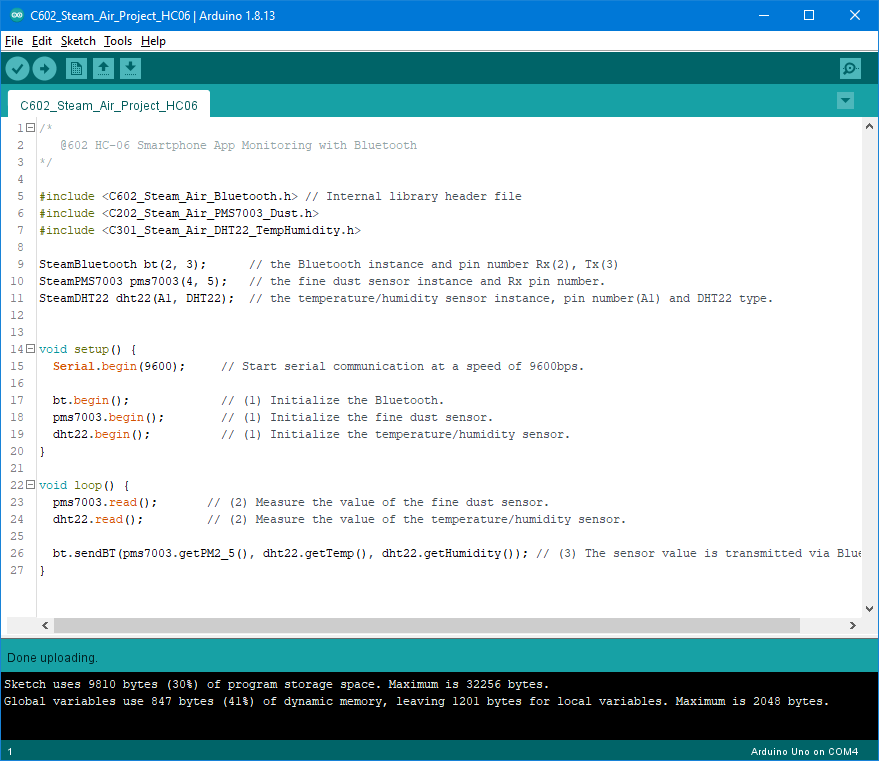 C602_Steam_Air_Project_HC06 | Arduino 1.8.13
File Edit Sketch Tools Help
C602_Steam_Air_Project_HC06
1 /*
2 @602 HC-06 Smartphone App Monitoring with Bluetooth
3 */
4
5 #include <C602_Steam_Air_Bluetooth.h> // Internal library header file
6 #include <C202_Steam_Air_PMS7003_Dust.h>
7 #include <C301_Steam_Air_DHT22_TempHumidity.h>
8
9 SteamBluetooth bt(2, 3); // the Bluetooth instance and pin number Rx(2), Tx(3)
10 SteamPMS7003 pms7003(4, 5); // the fine dust sensor instance and Rx pin number.
11 SteamDHT22 dht22(A1, DHT22); // the temperature/humidity sensor instance, pin number(A1) and DHT22 type.
12
13
14 void setup() {
15 Serial.begin(9600); // Start serial communication at a speed of 9600bps.
16
17 bt.begin(); // (1) Initialize the Bluetooth.
18 pms7003.begin(); // (1) Initialize the fine dust sensor.
19 dht22.begin(); // (1) Initialize the temperature/humidity sensor.
20 }
21
22 void loop() {
23 pms7003.read(); // (2) Measure the value of the fine dust sensor.
24 dht22.read(); // (2) Measure the value of the temperature/humidity sensor.
25
26 bt.sendBT(pms7003.getPM2_5(), dht22.getTemp(), dht22.getHumidity()); // (3) The sensor value is transmitted via Blue
27 }
Done uploading.
Sketch uses 9810 bytes (30%) of program storage space. Maximum is 32256 bytes.
Global variables use 847 bytes (41%) of dynamic memory, leaving 1201 bytes for local variables. Maximum is 2048 bytes.
1 Arduino Uno on COM4